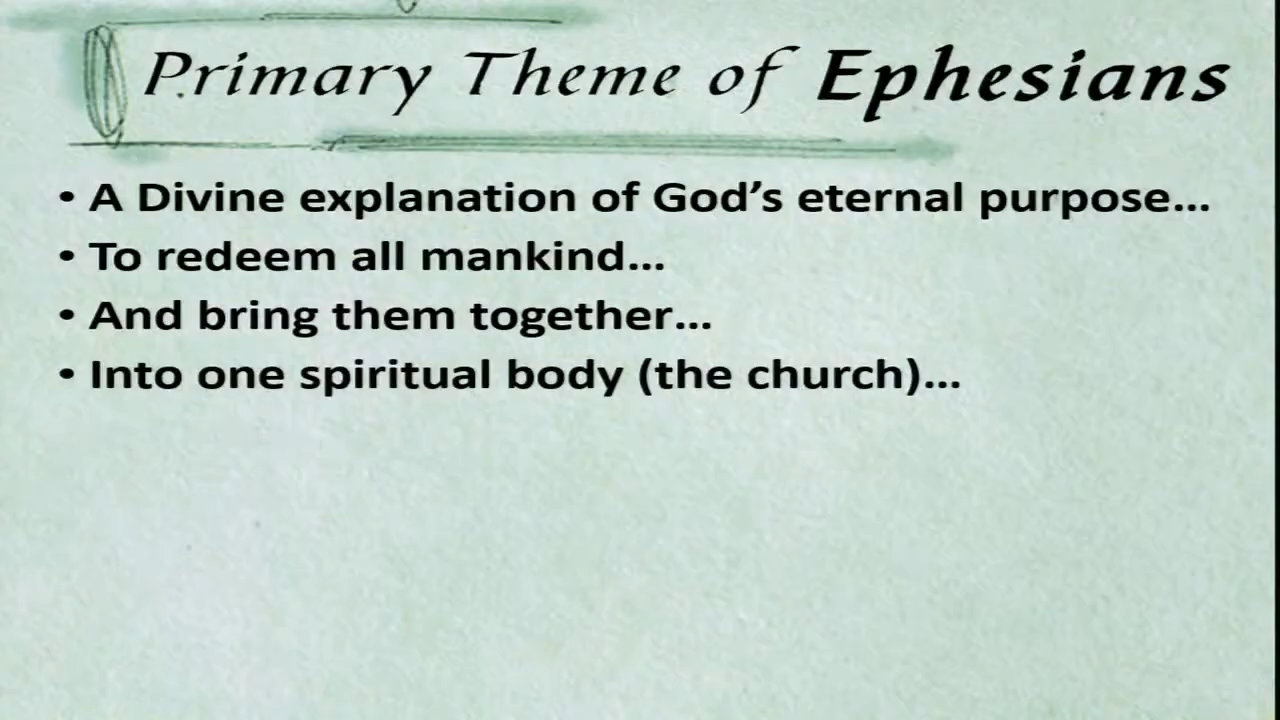 Primary Theme of Ephesians
• A Divine explanation of God’s eternal purpose...
• To redeem all mankind...
• And bring them together...
• Into one spiritual body (the church)...